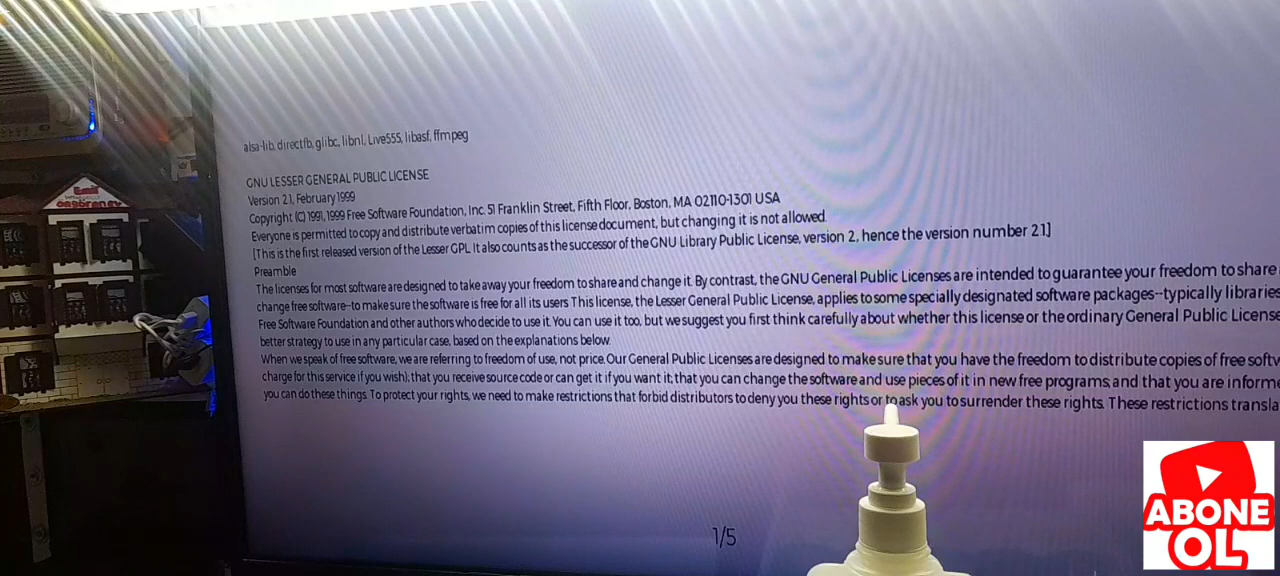 alsa-lib, directfb, glibc, libnl, Live555, libasf, ffmpeg
GNU LESSER GENERAL PUBLIC LICENSE
Version 2.1, February 1999
Copyright (C) 1991, 1999 Free Software Foundation, Inc. 51 Franklin Street, Fifth Floor, Boston, MA 02110-1301 USA
Everyone is permitted to copy and distribute verbatim copies of this license document, but changing it is not allowed.
[This is the first released version of the Lesser GPL. It also counts as the successor of the GNU Library Public License, version 2, hence the version number 2.1.]
Preamble
The licenses for most software are designed to take away your freedom to share and change it. By contrast, the GNU General Public Licenses are intended to guarantee your freedom to share
change free software--to make sure the software is free for all its users. This license, the Lesser General Public License, applies to some specially designated software packages--typically libraries
Free Software Foundation and other authors who decide to use it. You can use it too, but we suggest you first think carefully about whether this license or the ordinary General Public License
better strategy to use in any particular case, based on the explanations below.
When we speak of free software, we are referring to freedom of use, not price. Our General Public Licenses are designed to make sure that you have the freedom to distribute copies of free softw
charge for this service if you wish); that you receive source code or can get it if you want it; that you can change the software and use pieces of it in new free programs; and that you are informe
you can do these things. To protect your rights, we need to make restrictions that forbid distributors to deny you these rights or to ask you to surrender these rights. These restrictions transla
1/5
ABONE
OL